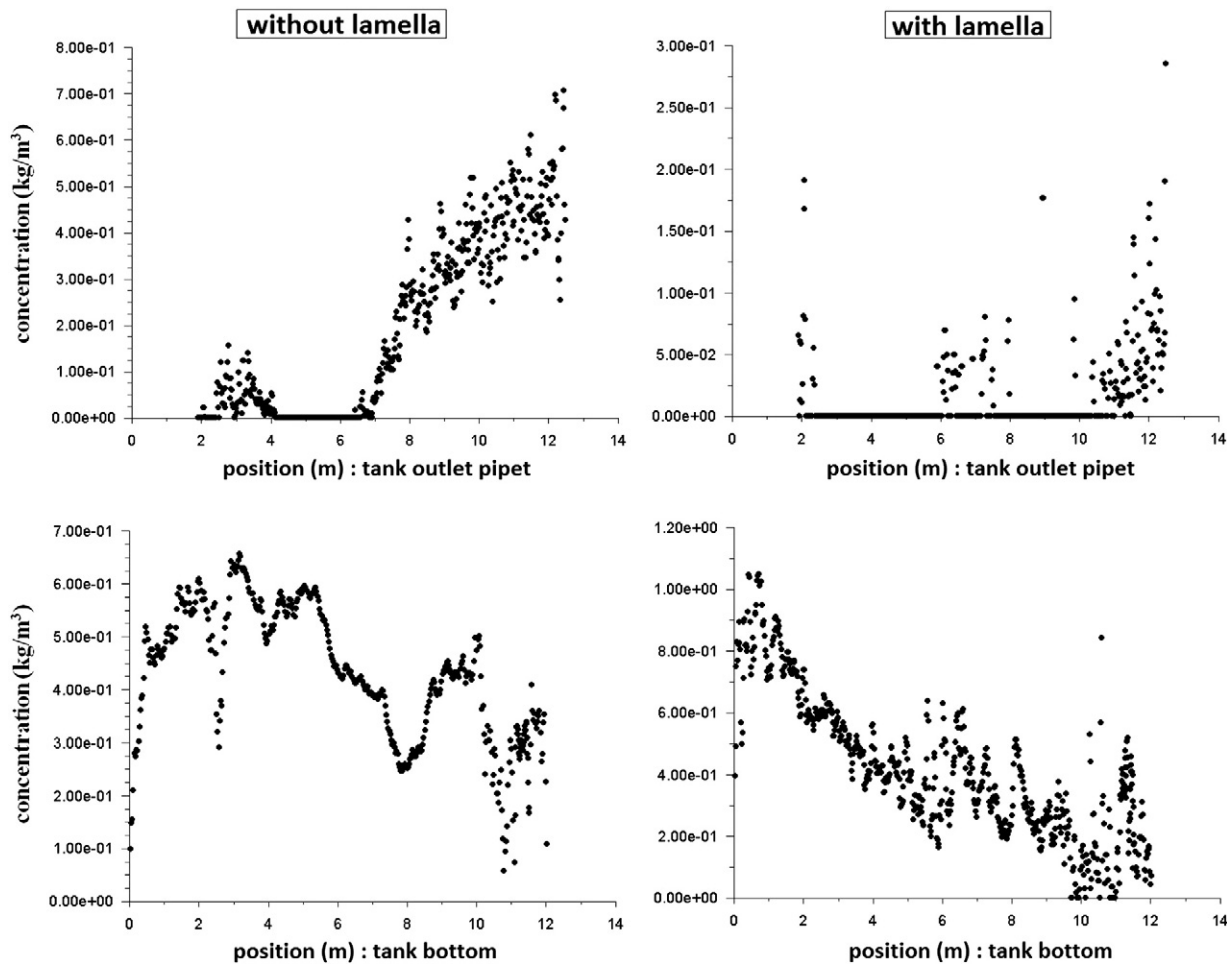 without lamella
with lamella
8.00e-01
7.00e-01
6.00e-01
5.00e-01
4.00e-01
3.00e-01
2.00e-01
1.00e-01
0.00e+00
concentration (kg/m³)
0 2 4 6 8 10 12 14
position (m) : tank outlet pipet
3.00e-01
2.50e-01
2.00e-01
1.50e-01
1.00e-01
5.00e-02
0.00e+00
0 2 4 6 8 10 12 14
position (m) : tank outlet pipet
7.00e-01
6.00e-01
5.00e-01
4.00e-01
3.00e-01
2.00e-01
1.00e-01
0.00e+00
concentration (kg/m³)
0 2 4 6 8 10 12 14
position (m) : tank bottom
1.20e+00
1.00e+00
8.00e-01
6.00e-01
4.00e-01
2.00e-01
0.00e+00
0 2 4 6 8 10 12 14
position (m) : tank bottom